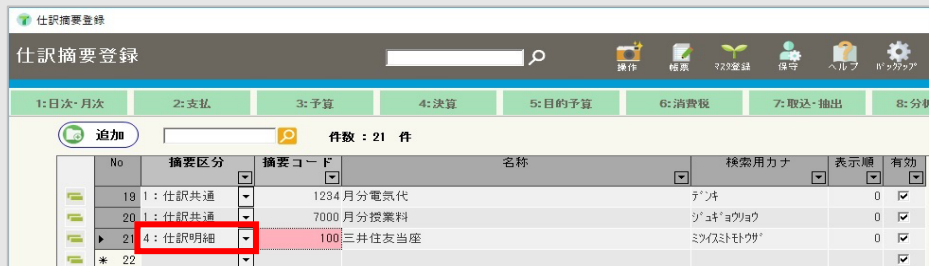 仕訳摘要登録
仕訳摘要登録
操作 帳票 ﾏｽﾀ登録 保守 ヘルプ ﾊﾞｯｸｱｯﾌﾟ
1:日次・月次 2:支払 3:予算 4:決算 5:目的予算 6:消費税 7:取込・抽出 8:分
追加 件数 : 21 件
No 摘要区分 摘要コード 名称 検索用カナ 表示順 有効
19 1:仕訳共通 1234 月分電気代 ﾃﾞﾝｷ 0
20 1:仕訳共通 7000 月分授業料 ｼﾞｭｷﾞｮｳﾘｮｳ 0
21 4:仕訳明細 100 三井住友当座 ﾐﾂｲｽﾐﾄﾓﾄｳｻﾞ 0
* 22